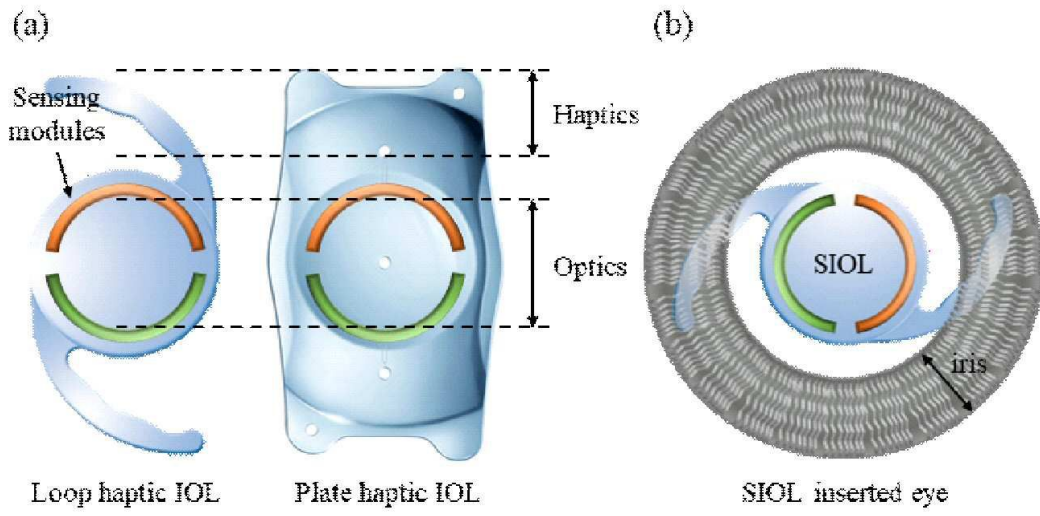 (a)
(b)
Sensing
modules
Haptics
Optics
SIOL
iris
Loop haptic IOL
Plate haptic IOL
SIOL inserted eye